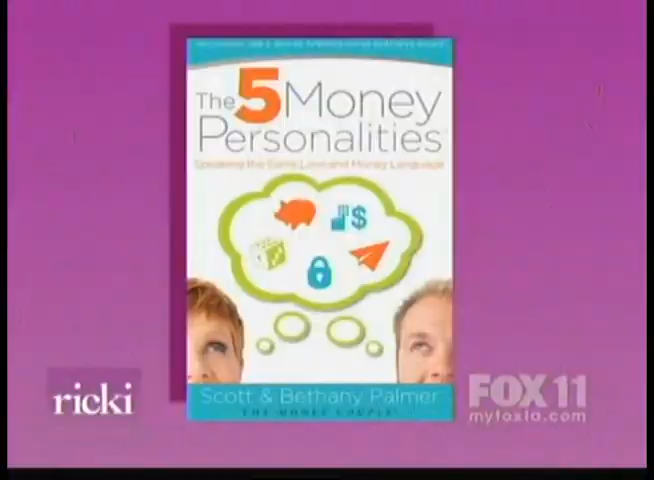 The 5 Money
Personalities
Speaking the Same Love and Money Language
$
Scott & Bethany Palmer
THE MONEY COUPLE
ricki
FOX 11
myfoxla.com